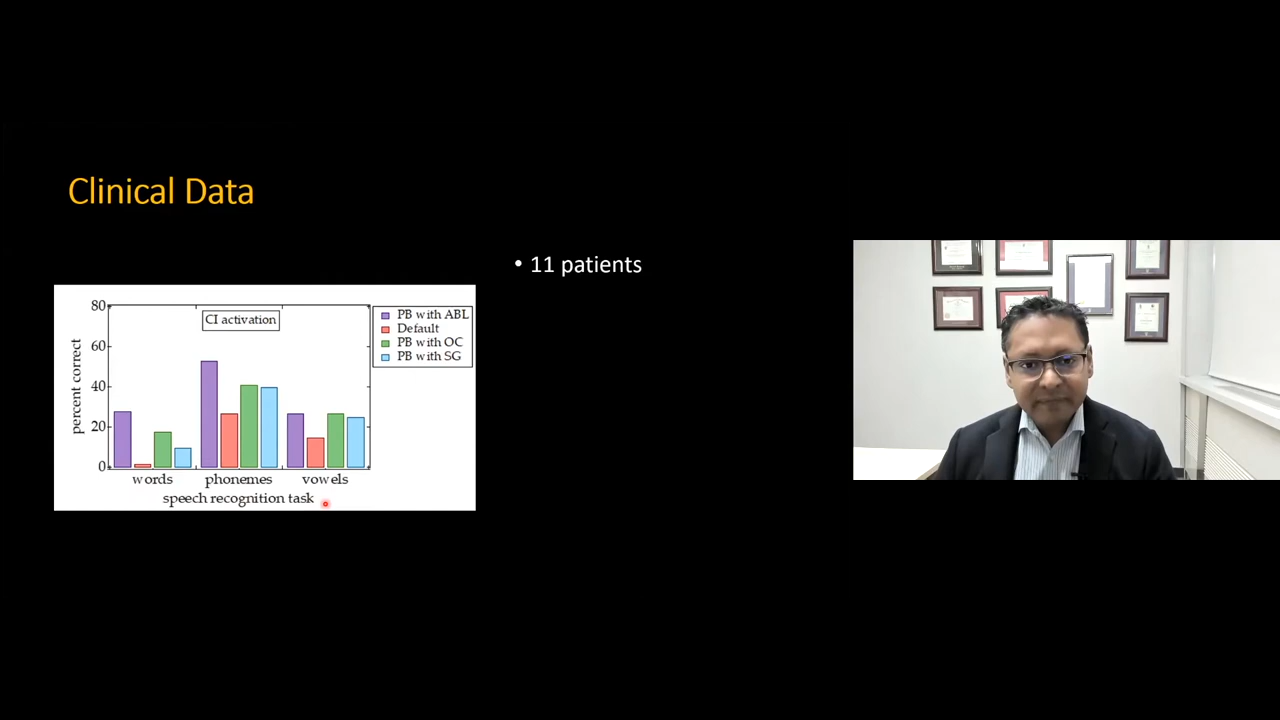 Clinical Data
• 11 patients
80
60
40
20
0
percent correct
CI activation
PB with ABL
Default
PB with OC
PB with SG
words phonemes vowels
speech recognition task